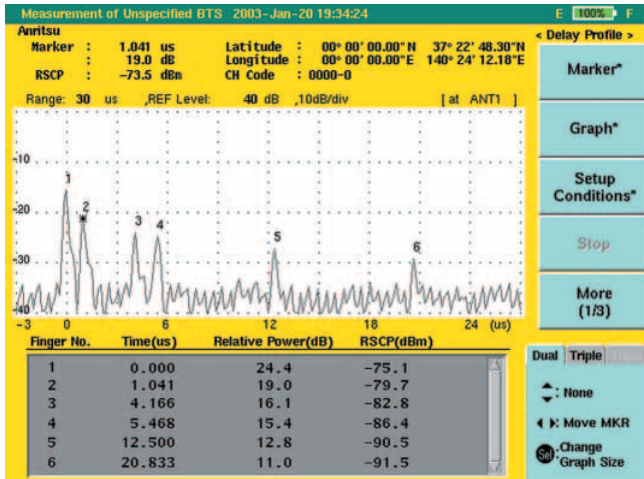 Measurement of Unspecified BTS 2003-Jan-20 19:34:24 E 100% F
Anritsu < Delay Profile >
Marker : 1.041 us Latitude : 00° 00' 00.00" N 37° 22' 48.30"N
: 19.0 dB Longitude : 00° 00' 00.00"E 140° 24' 12.18"E
RSCP : -73.5 dBm CH Code : 0000-0
Marker*
Range: 30 us ,REF Level: 40 dB ,10dB/div [ at ANT1 ]
Graph*
Setup
Conditions*
Stop
More
(1/3)
-10
-20
-30
-40
1
2
3
4
5
6
-3 0 6 12 18 24 (us)
Finger No. Time(us) Relative Power(dB) RSCP(dBm)
1 0.000 24.4 -75.1
2 1.041 19.0 -79.7
3 4.166 16.1 -82.8
4 5.468 15.4 -86.4
5 12.500 12.8 -90.5
6 20.833 11.0 -91.5
Dual Triple
: None
: Move MKR
Sel : Change
Graph Size